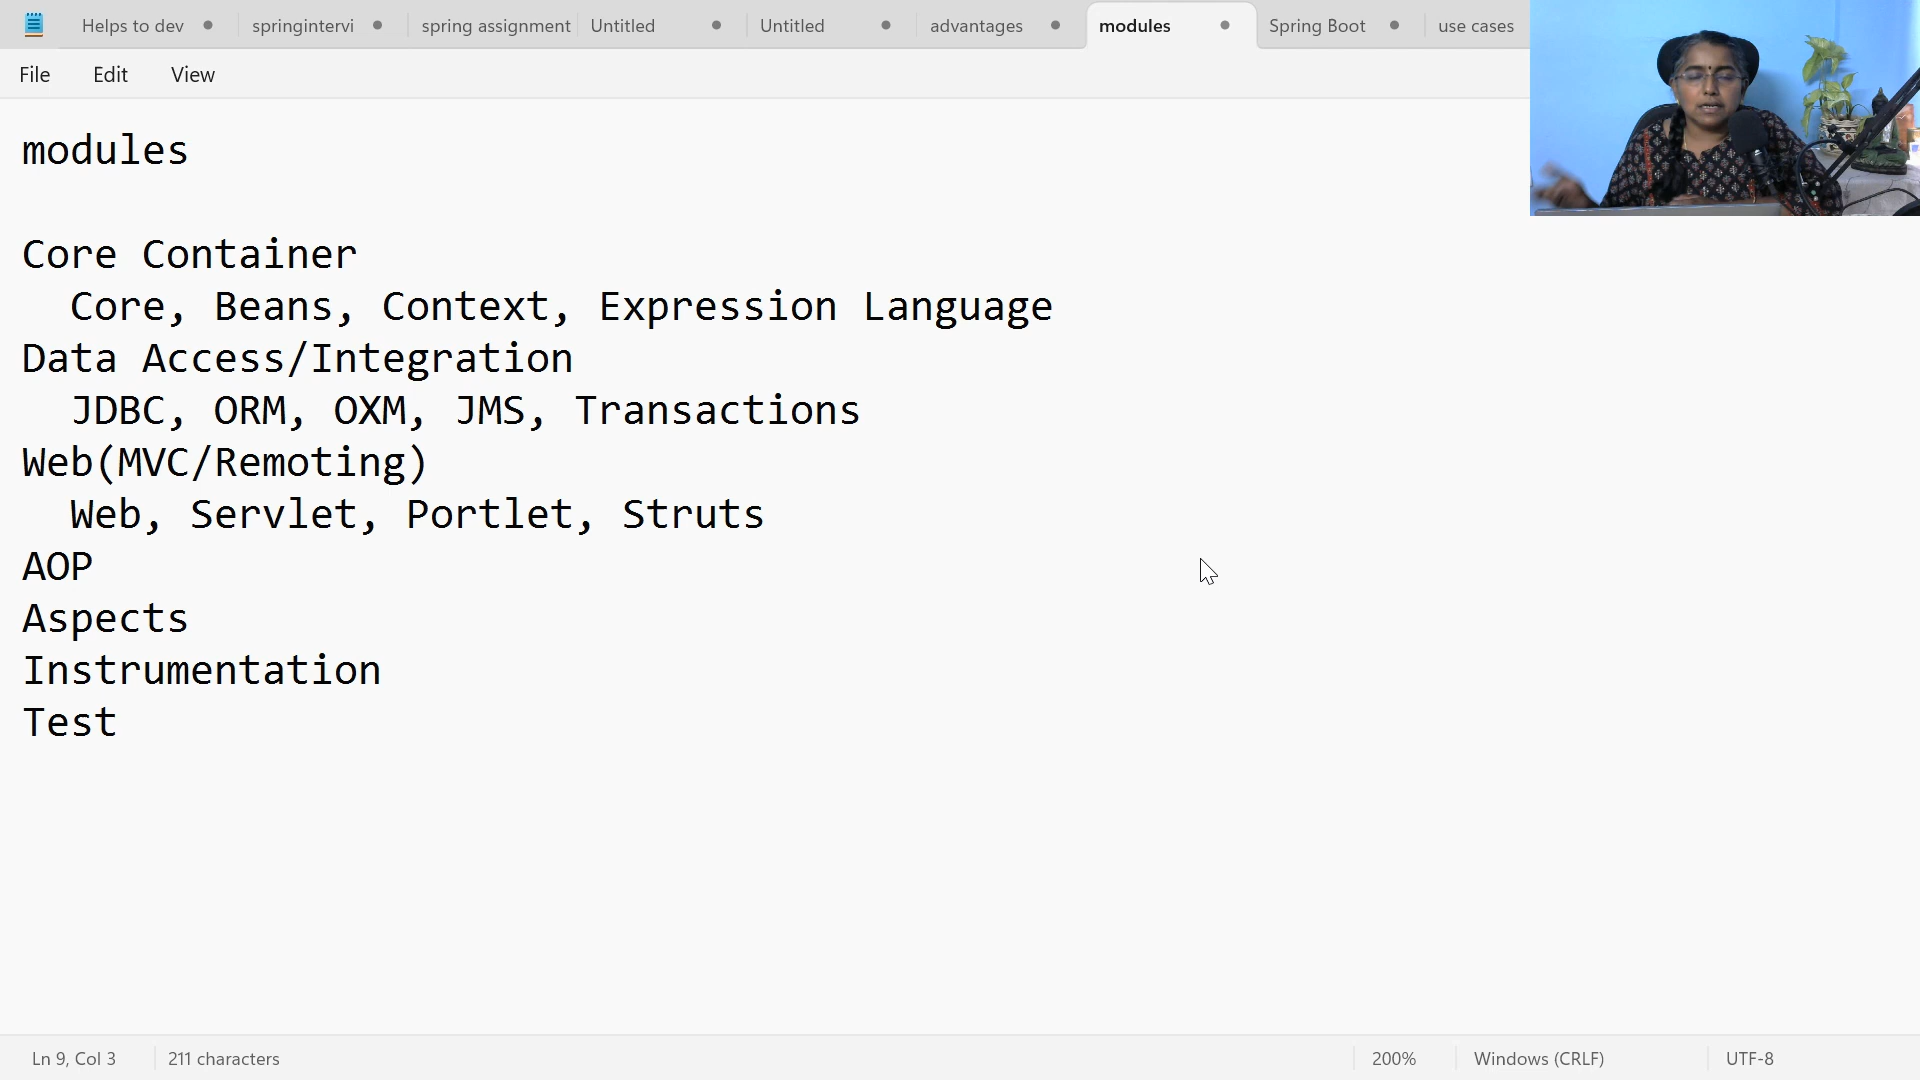 Helps to dev springintervi spring assignment Untitled Untitled advantages modules Spring Boot use cases
File Edit View
modules
Core Container
Core, Beans, Context, Expression Language
Data Access/Integration
JDBC, ORM, OXM, JMS, Transactions
Web(MVC/Remoting)
Web, Servlet, Portlet, Struts
AOP
Aspects
Instrumentation
Test
Ln 9, Col 3 211 characters 200% Windows (CRLF) UTF-8